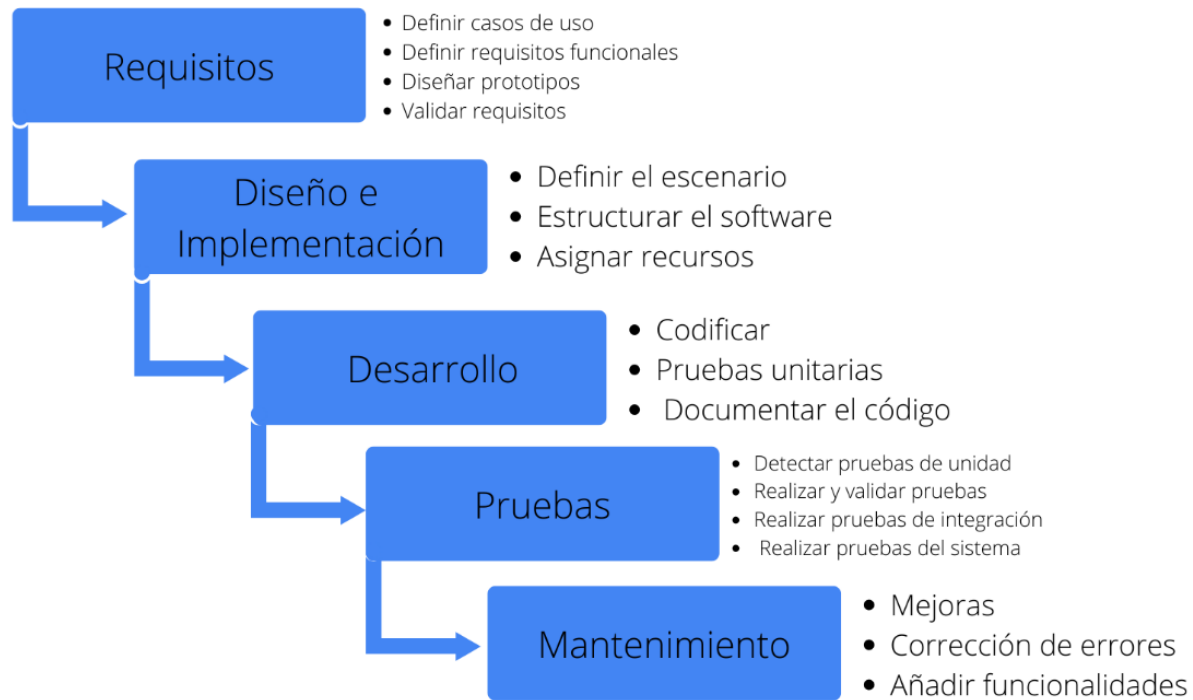 Requisitos
• Definir casos de uso
• Definir requisitos funcionales
• Diseñar prototipos
• Validar requisitos
Diseño e
Implementación
• Definir el escenario
• Estructurar el software
• Asignar recursos
Desarrollo
• Codificar
• Pruebas unitarias
• Documentar el código
Pruebas
• Detectar pruebas de unidad
• Realizar y validar pruebas
• Realizar pruebas de integración
• Realizar pruebas del sistema
Mantenimiento
• Mejoras
• Corrección de errores
• Añadir funcionalidades